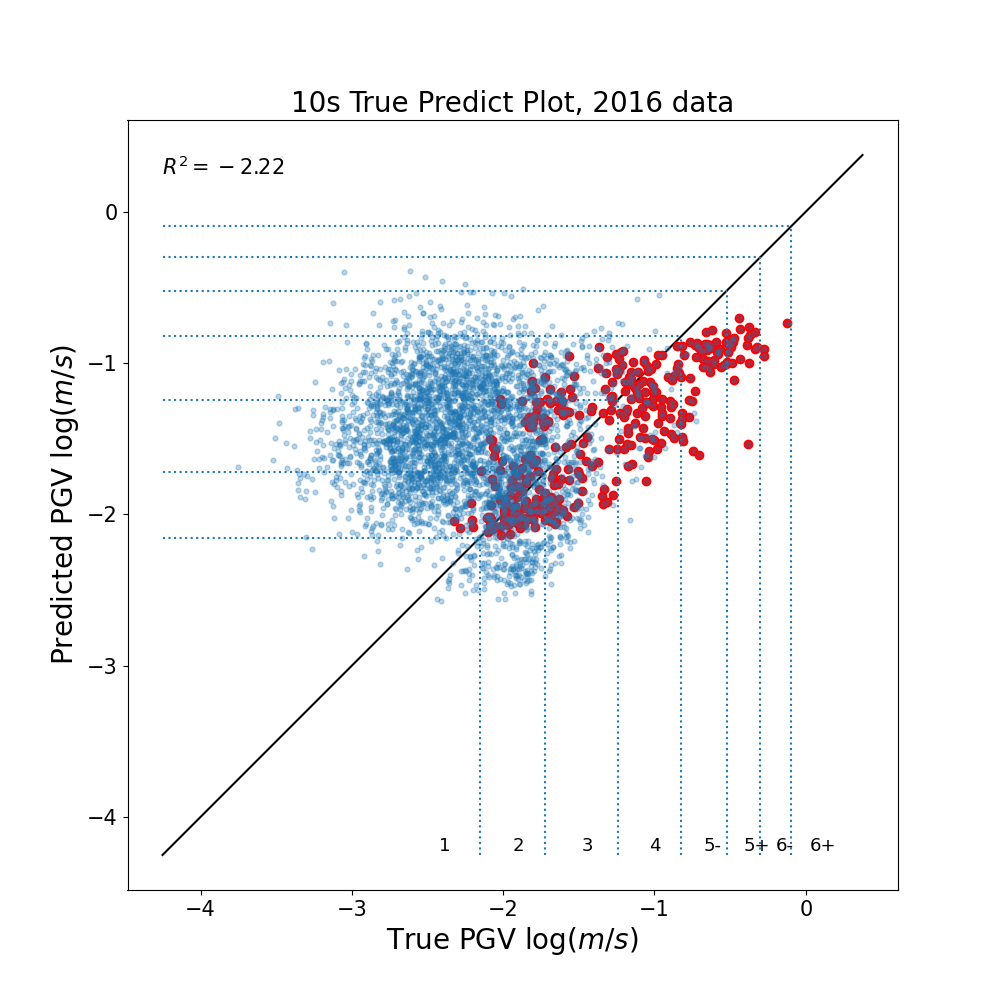 10s True Predict Plot, 2016 data
R² = −2.22
0
−1
−2
−3
−4
Predicted PGV log(m/s)
1 2 3 4 5- 5+ 6- 6+
−4 −3 −2 −1 0
True PGV log(m/s)